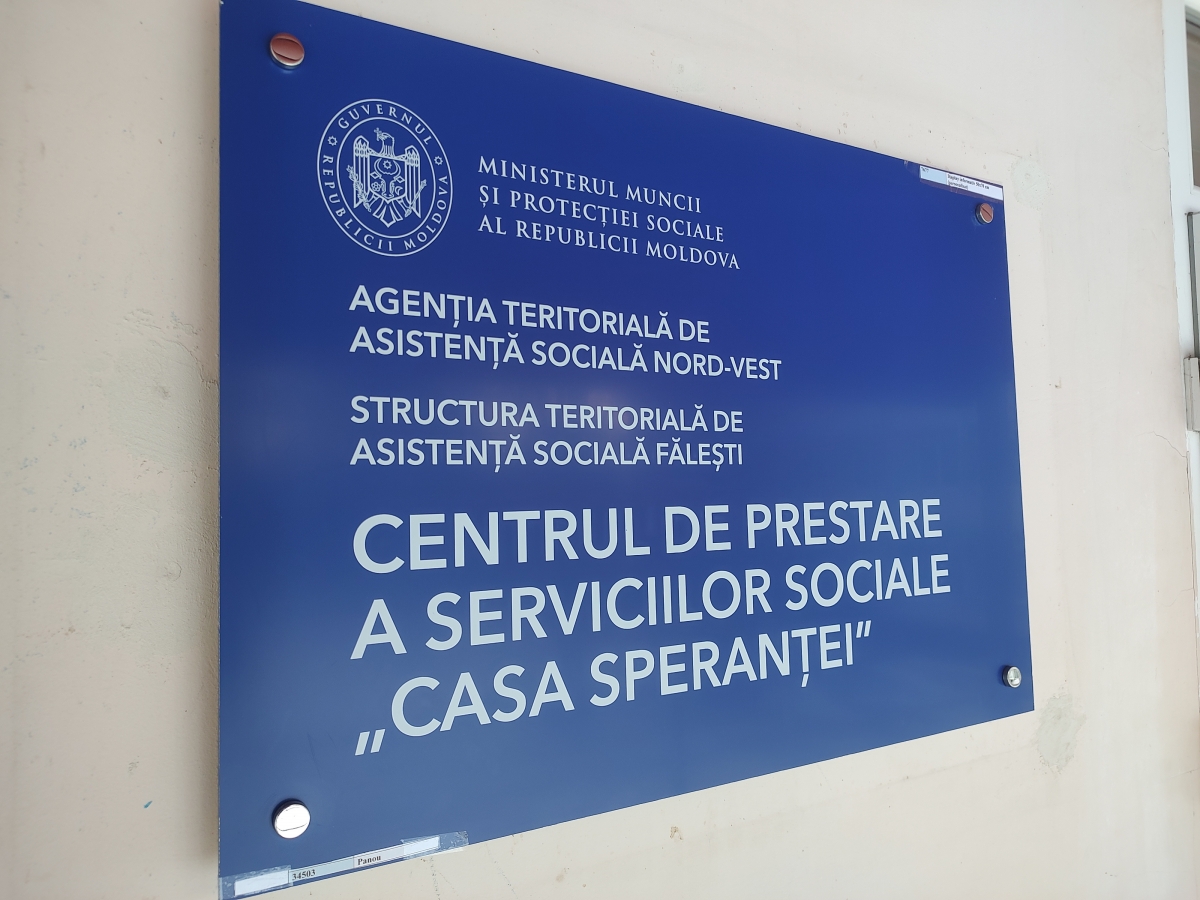 GUVERNUL
REPUBLICII MOLDOVA
MINISTERUL MUNCII
ȘI PROTECȚIEI SOCIALE
AL REPUBLICII MOLDOVA
AGENȚIA TERITORIALĂ DE
ASISTENȚĂ SOCIALĂ NORD-VEST
STRUCTURA TERITORIALĂ DE
ASISTENȚĂ SOCIALĂ FĂLEȘTI
CENTRUL DE PRESTARE
A SERVICIILOR SOCIALE
„CASA SPERANȚEI”
34503 Panou